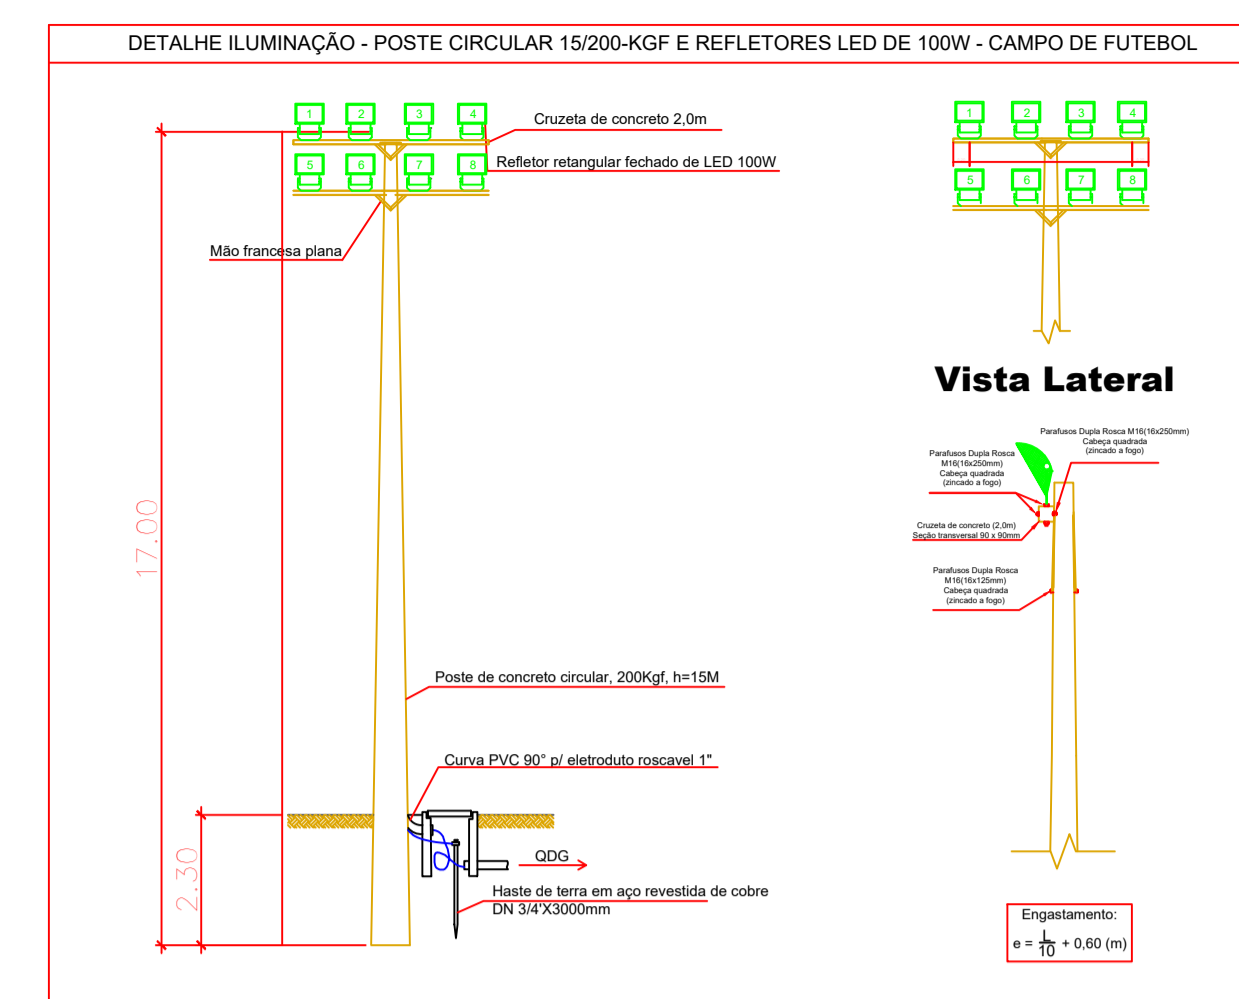 DETALHE ILUMINAÇÃO - POSTE CIRCULAR 15/200-KGF E REFLETORES LED DE 100W - CAMPO DE FUTEBOL
1 2 3 4
Cruzeta de concreto 2,0m
5 6 7 8
Refletor retangular fechado de LED 100W
Mão francesa plana
17.00
Poste de concreto circular, 200Kgf, h=15M
Curva PVC 90° p/ eletroduto roscavel 1"
2.30
QDG
Haste de terra em aço revestida de cobre
DN 3/4'X3000mm
1 2 3 4
5 6 7 8
Vista Lateral
Parafusos Dupla Rosca M16(16x250mm)
Cabeça quadrada
(zincado a fogo)
Parafusos Dupla Rosca
M16(16x250mm)
Cabeça quadrada
(zincado a fogo)
Cruzeta de concreto (2,0m)
Seção transversal 90 x 90mm
Parafusos Dupla Rosca
M16(16x125mm)
Cabeça quadrada
(zincado a fogo)
Engastamento:
e = L/10 + 0,60 (m)